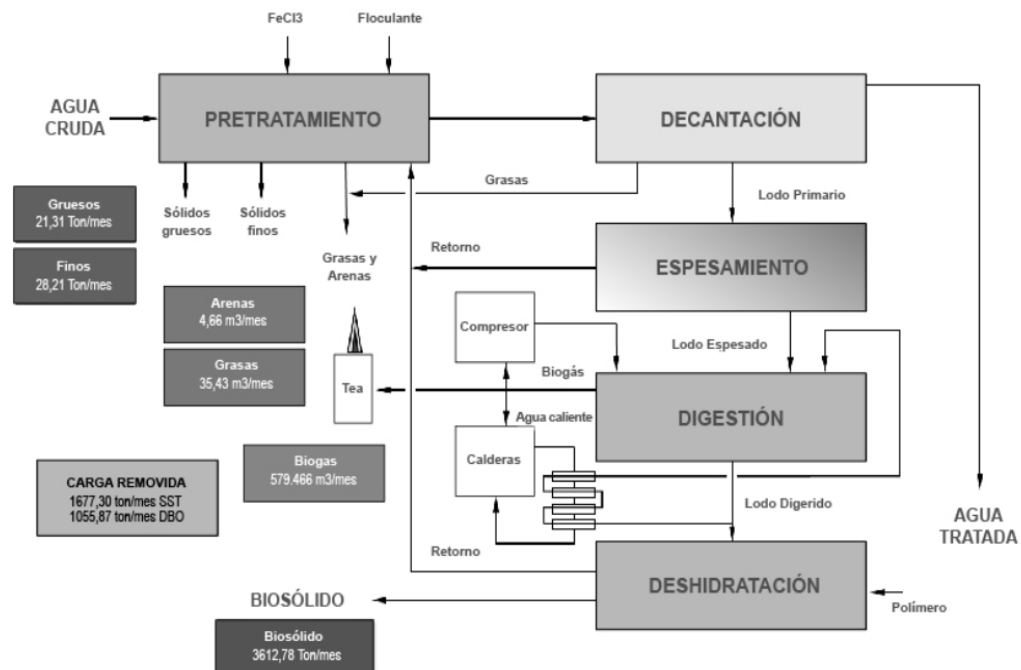 FeCl3
Floculante
AGUA
CRUDA
PRETRATAMIENTO
DECANTACIÓN
Grasas
Lodo Primario
Gruesos
21,31 Ton/mes
Sólidos
gruesos
Sólidos
finos
Finos
28,21 Ton/mes
Retorno
Grasas y
Arenas
ESPESAMIENTO
Arenas
4,66 m3/mes
Compresor
Lodo Espesado
Grasas
35,43 m3/mes
Tea
Biogás
Agua caliente
DIGESTIÓN
Biogas
579.466 m3/mes
Calderas
CARGA REMOVIDA
1677,30 ton/mes SST
1055,87 ton/mes DBO
Lodo Digerido
AGUA
TRATADA
Retorno
DESHIDRATACIÓN
BIOSÓLIDO
Polímero
Biosólido
3612,78 Ton/mes